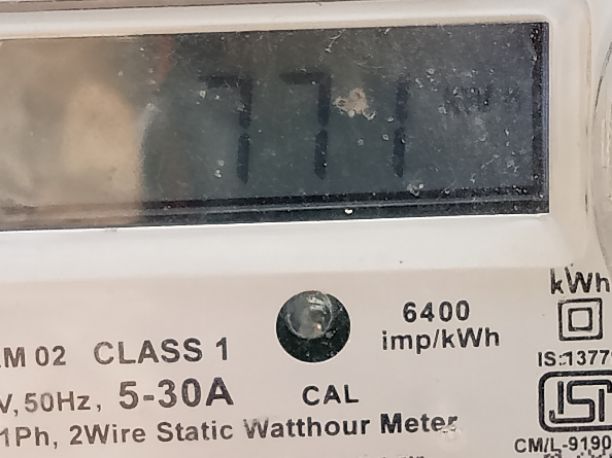 771 kWh
kWh
6400
imp/kWh
M 02 CLASS 1
V, 50Hz, 5-30A
CAL
IS:1377
ISI
1Ph, 2Wire Static Watthour Meter
CM/L-9190